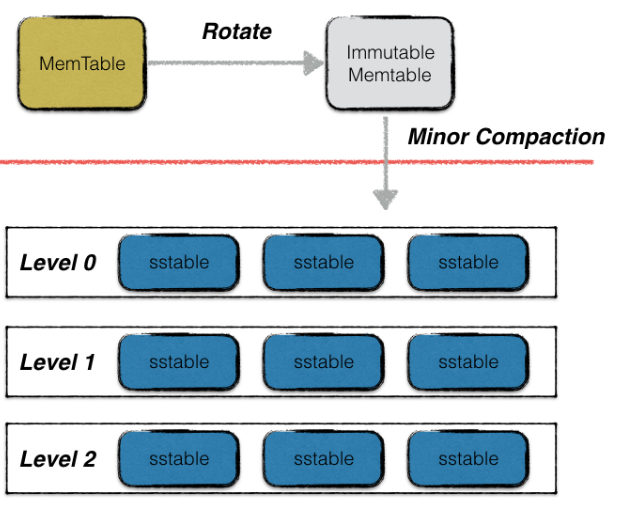 Rotate
MemTable
Immutable
Memtable
Minor Compaction
Level 0 sstable sstable sstable
Level 1 sstable sstable sstable
Level 2 sstable sstable sstable